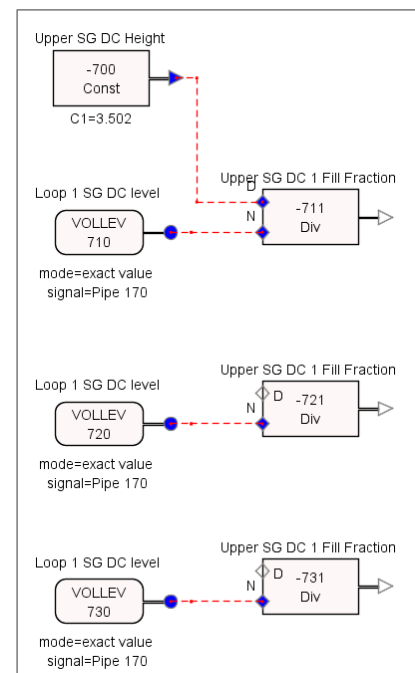 Upper SG DC Height
-700
Const
C1=3.502
Upper SG DC 1 Fill Fraction
D
N
-711
Div
Loop 1 SG DC level
VOLLEV
710
mode=exact value
signal=Pipe 170
Upper SG DC 1 Fill Fraction
D
N
-721
Div
Loop 1 SG DC level
VOLLEV
720
mode=exact value
signal=Pipe 170
Upper SG DC 1 Fill Fraction
D
N
-731
Div
Loop 1 SG DC level
VOLLEV
730
mode=exact value
signal=Pipe 170